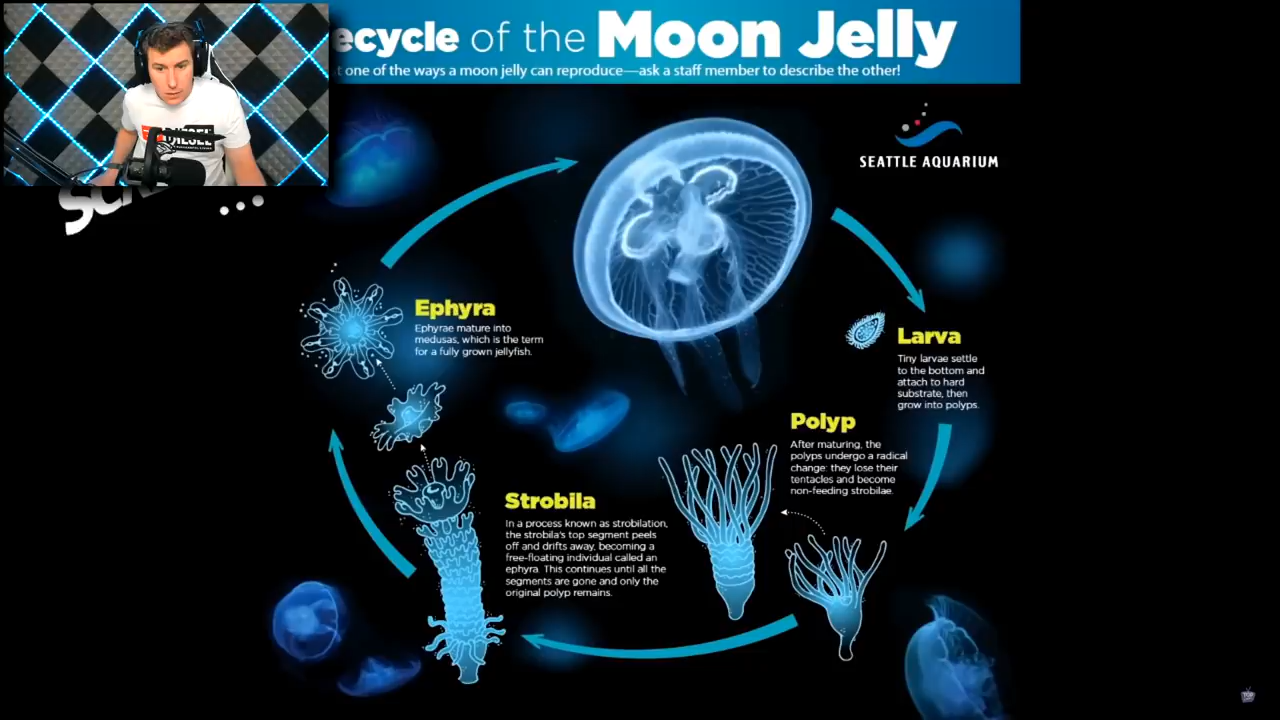 ecycle of the Moon Jelly
t one of the ways a moon jelly can reproduce—ask a staff member to describe the other!
SEATTLE AQUARIUM
DIESEL
Ephyra
Ephyrae mature into
medusas, which is the term
for a fully grown jellyfish.
Larva
Tiny larvae settle
to the bottom and
attach to hard
substrate, then
grow into polyps.
Polyp
After maturing, the
polyps undergo a radical
change: they lose their
tentacles and become
non-feeding strobilae.
Strobila
In a process known as strobilation,
the strobila's top segment peels
off and drifts away, becoming a
free-floating individual called an
ephyra. This continues until all the
segments are gone and only the
original polyp remains.
TOP